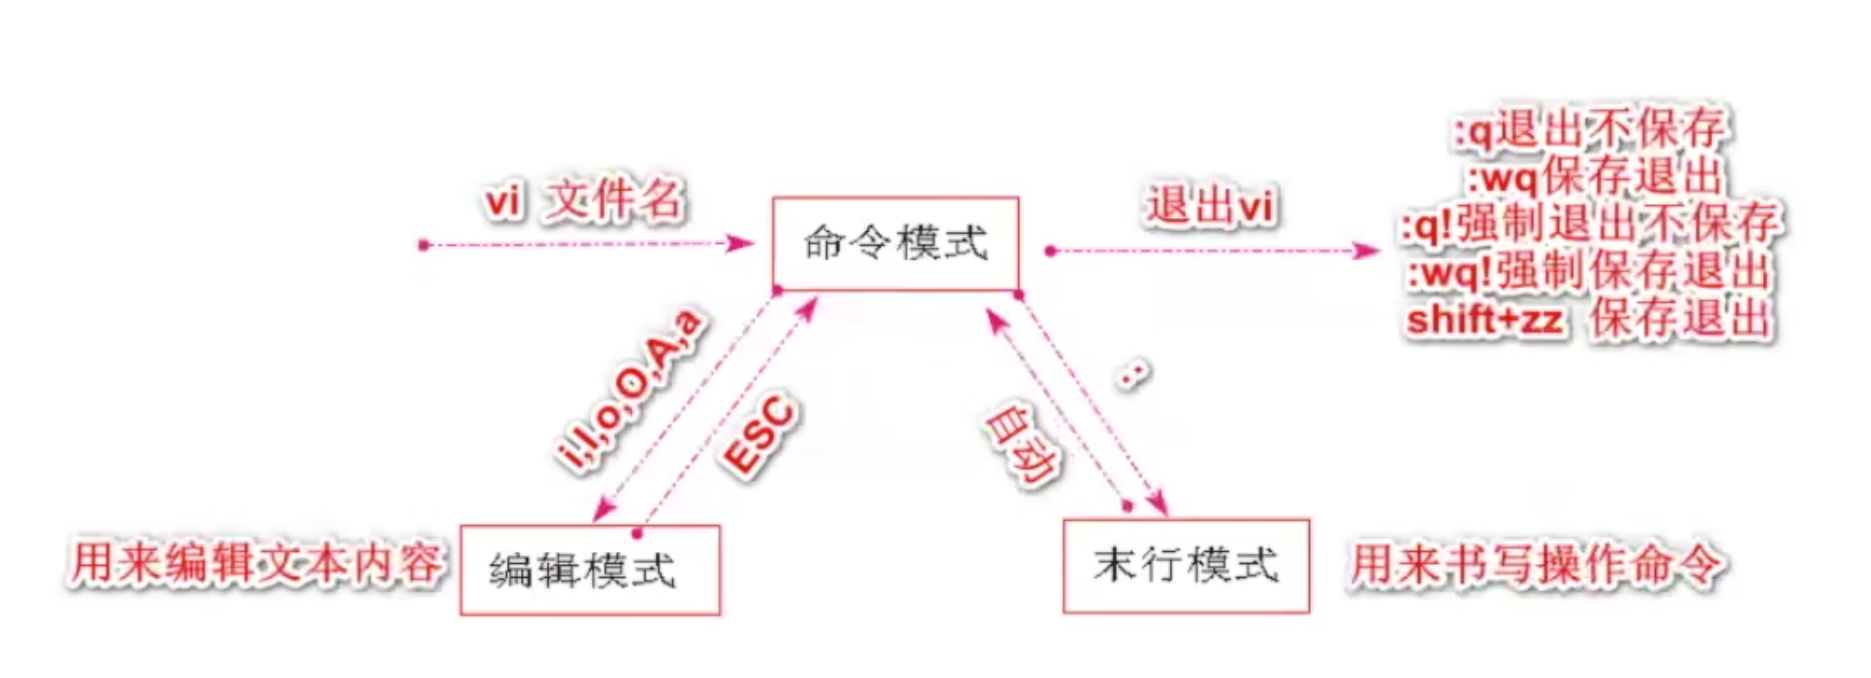 :q退出不保存
:wq保存退出
:q!强制退出不保存
:wq!强制保存退出
shift+zz 保存退出
vi 文件名
命令模式
退出vi
i,I,o,O,A,a
ESC
自动
:
用来编辑文本内容
编辑模式
末行模式
用来书写操作命令